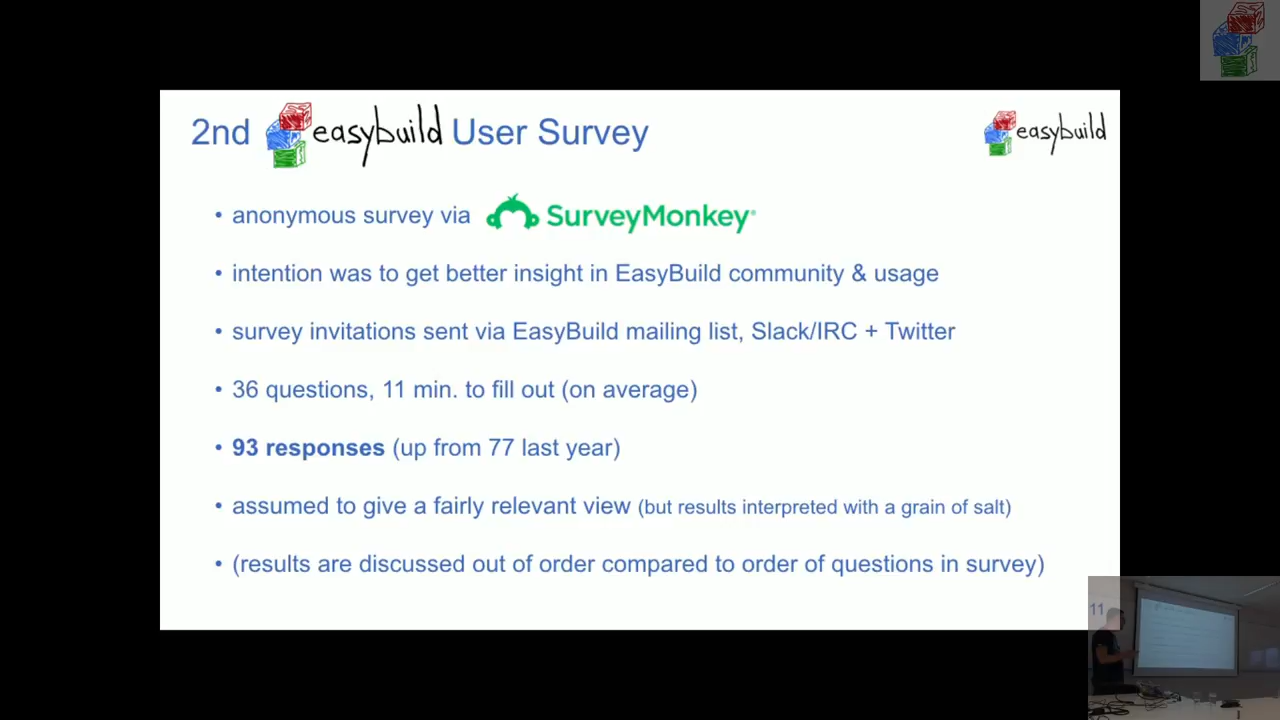 2nd easybuild User Survey
easybuild
• anonymous survey via SurveyMonkey®
• intention was to get better insight in EasyBuild community & usage
• survey invitations sent via EasyBuild mailing list, Slack/IRC + Twitter
• 36 questions, 11 min. to fill out (on average)
• 93 responses (up from 77 last year)
• assumed to give a fairly relevant view (but results interpreted with a grain of salt)
• (results are discussed out of order compared to order of questions in survey)
11